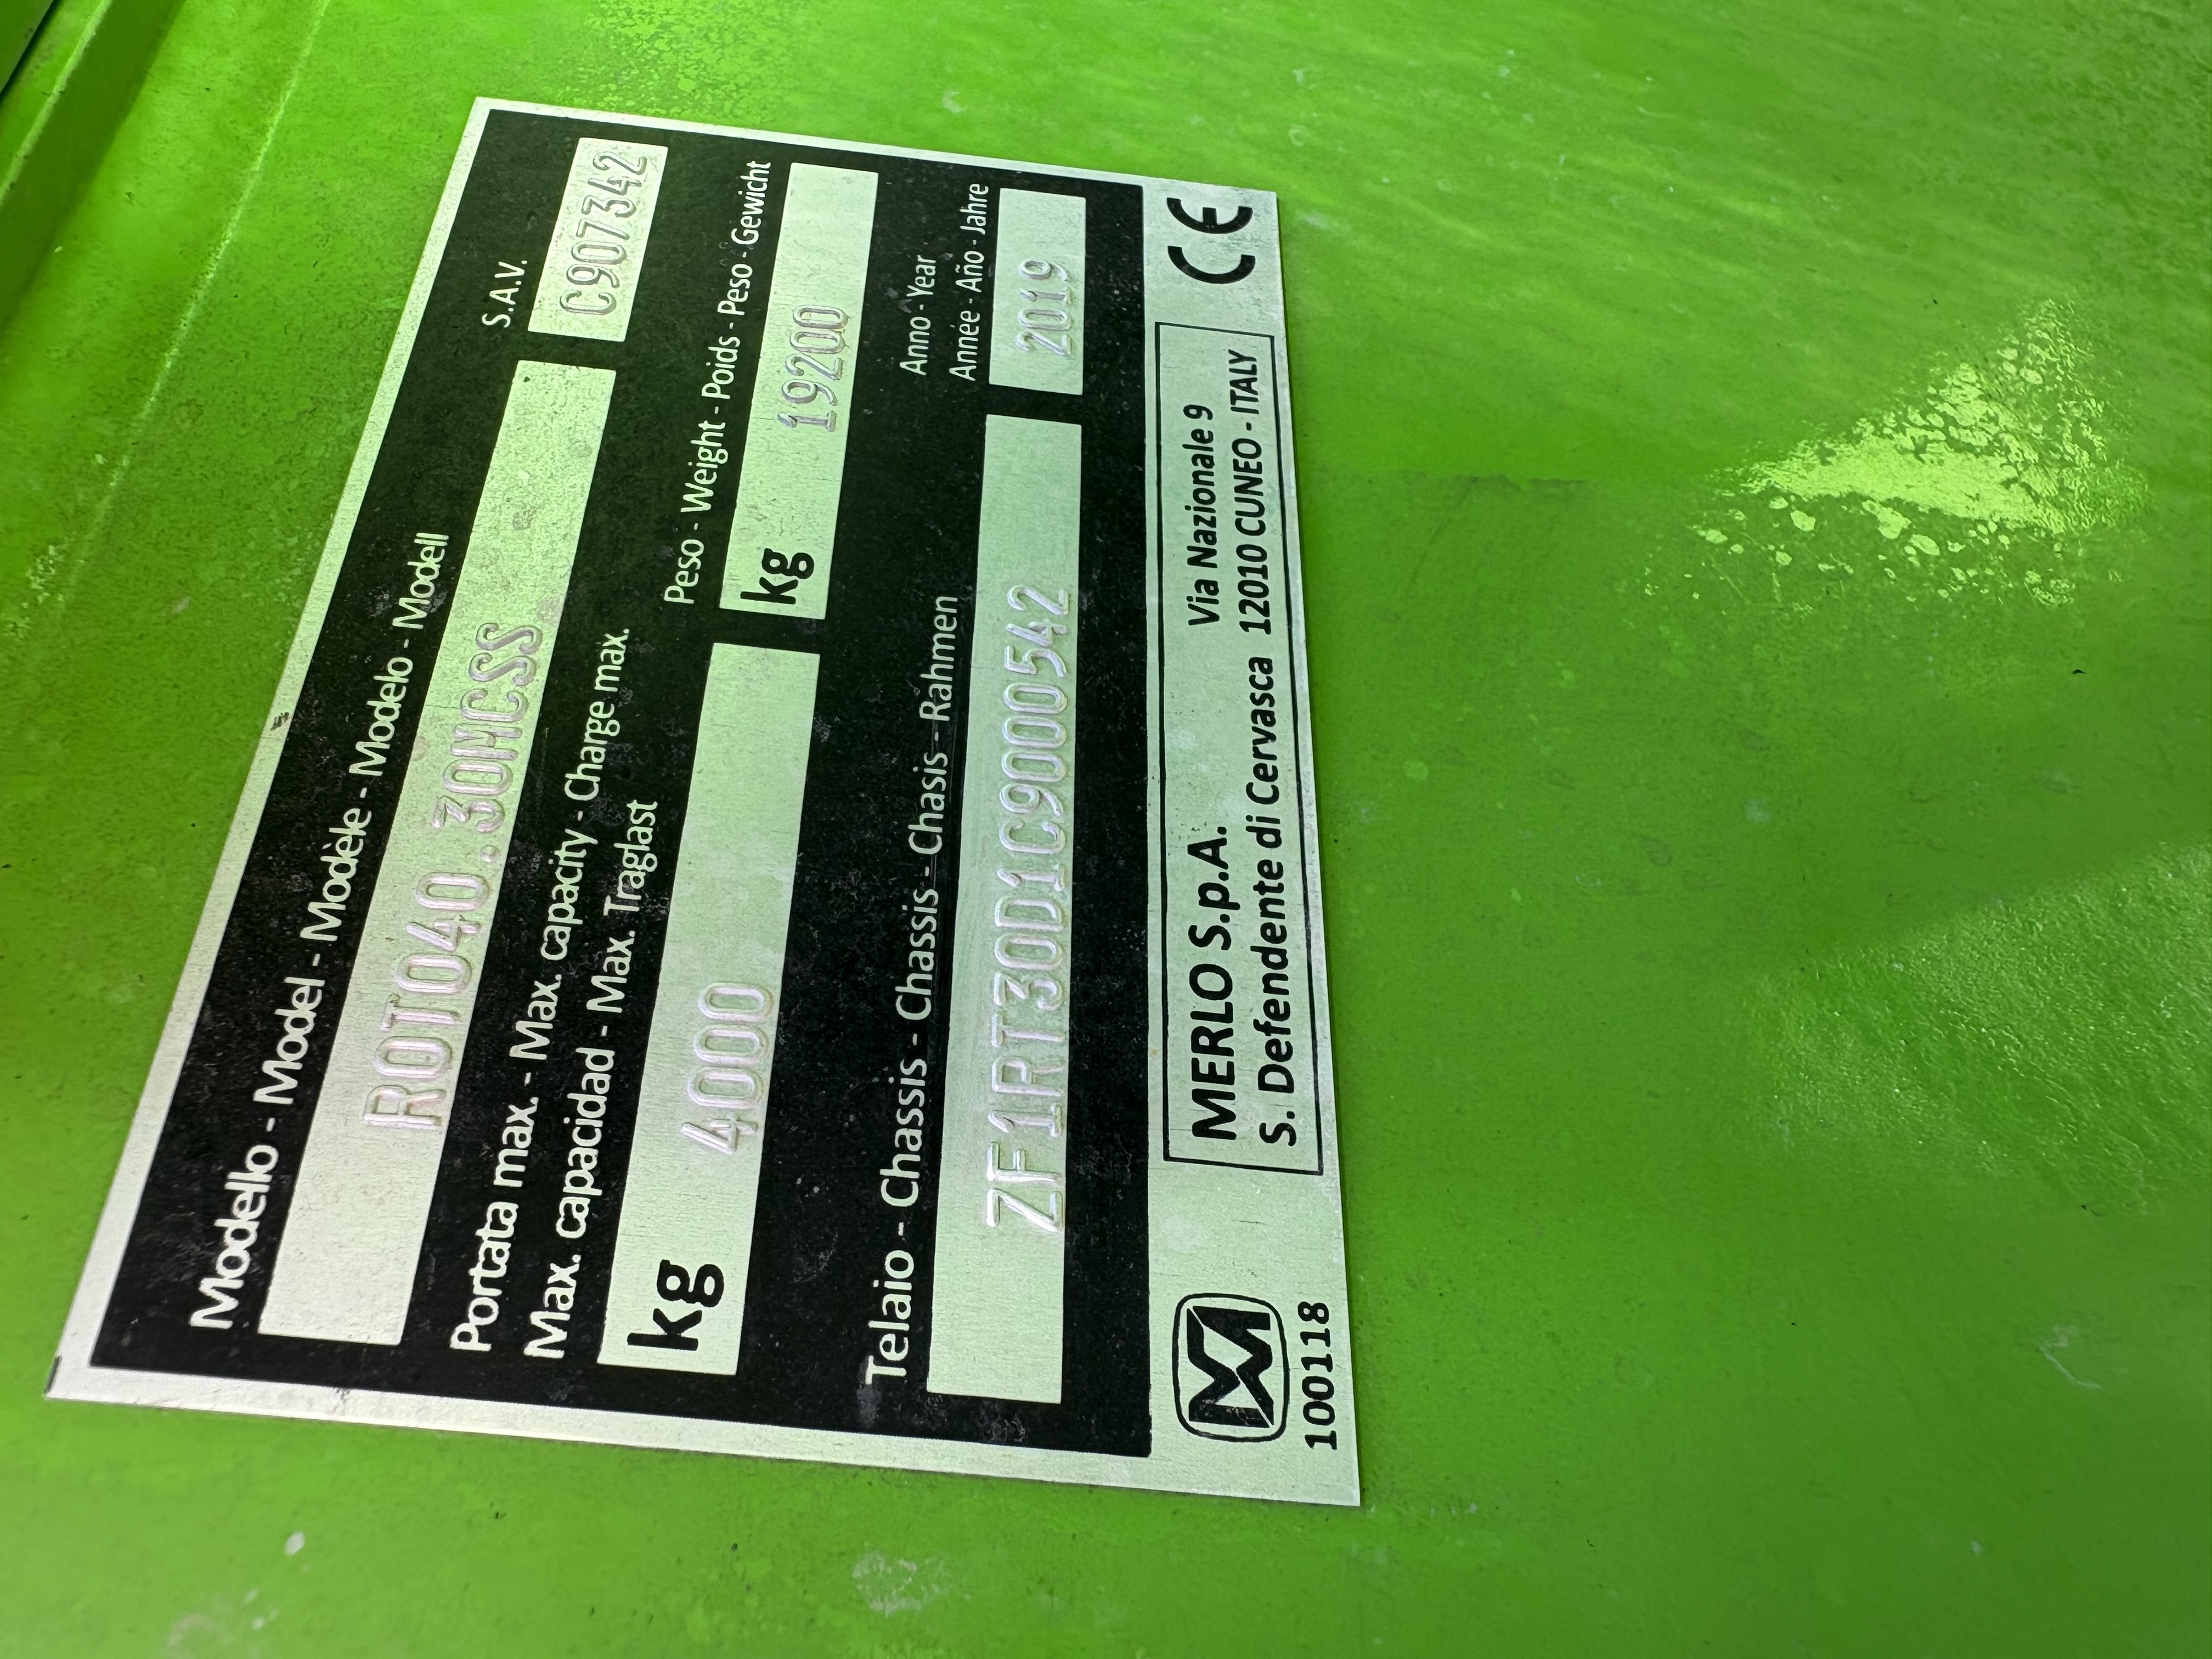 Modello - Model - Modèle - Modelo - Modell
S.A.V.
ROTO40.30MCSS
C907342
Portata max. - Max. capacity - Charge max.
Max. capacidad - Max. Traglast
Peso - Weight - Poids - Peso - Gewicht
kg 4000
kg 19200
Telaio - Chassis - Chassis - Chasis - Rahmen
Anno - Year
Année - Año - Jahre
ZF1RT30D1C9000542
2019
MERLO S.p.A. Via Nazionale 9
S. Defendente di Cervasca 12010 CUNEO - ITALY
CE
100118